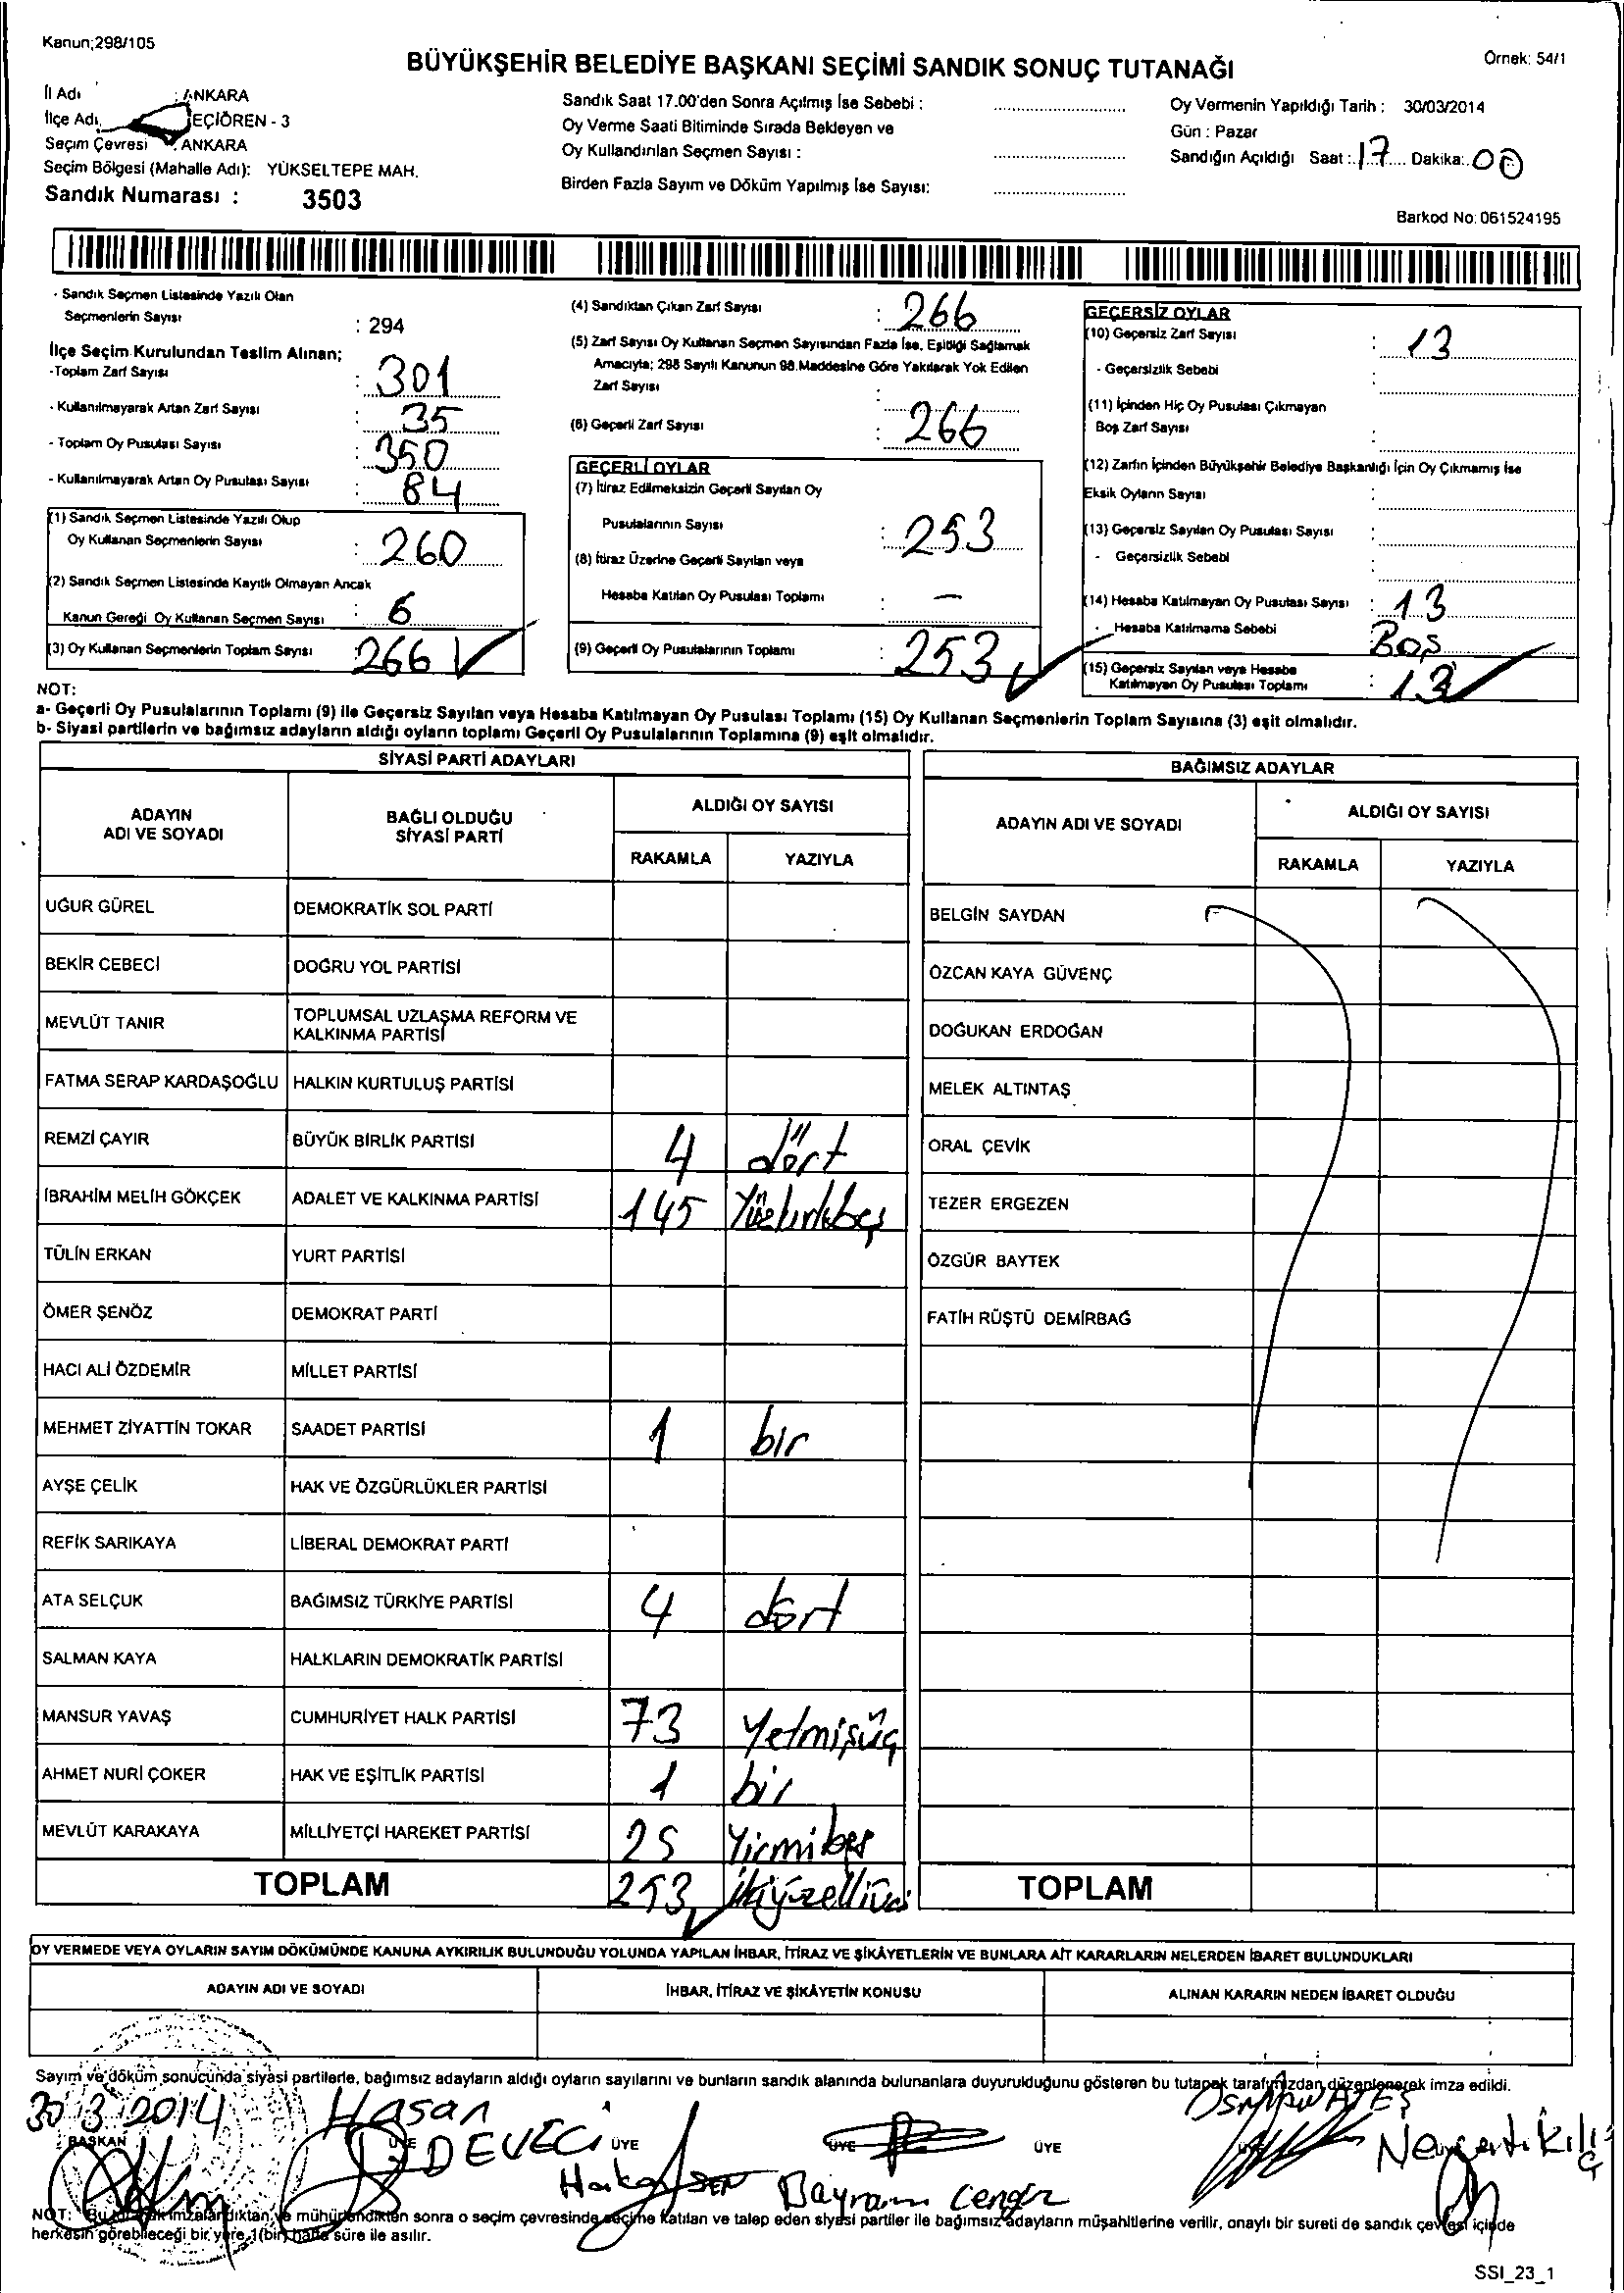 Kanun;298/105
BÜYÜKŞEHİR BELEDİYE BAŞKANI SEÇİMİ SANDIK SONUÇ TUTANAĞI
Örnek: 54/1
İl Adı : ANKARA
İlçe Adı EÇİÖREN - 3
Seçim Çevresi : ANKARA
Seçim Bölgesi (Mahalle Adı): YÜKSELTEPE MAH.
Sandık Numarası : 3503
Sandık Saat 17.00'den Sonra Açılmış İse Sebebi :
Oy Verme Saati Bitiminde Sırada Bekleyen ve
Oy Kullandırılan Seçmen Sayısı :
Birden Fazla Sayım ve Döküm Yapılmış İse Sayısı:
Oy Vermenin Yapıldığı Tarih : 30/03/2014
Gün : Pazar
Sandığın Açıldığı Saat : 17 Dakika: 00
Barkod No: 061524195
- Sandık Seçmen Listesinde Yazılı Olan
Seçmenlerin Sayısı : 294
İlçe Seçim Kurulundan Teslim Alınan;
-Toplam Zarf Sayısı : 301
- Kullanılmayarak Artan Zarf Sayısı : 35
- Toplam Oy Pusulası Sayısı : 350
- Kullanılmayarak Artan Oy Pusulası Sayısı : 84
(1) Sandık Seçmen Listesinde Yazılı Olup
Oy Kullanan Seçmenlerin Sayısı : 260
(2) Sandık Seçmen Listesinde Kayıtlı Olmayan Ancak
Kanun Gereği Oy Kullanan Seçmen Sayısı : 6
(3) Oy Kullanan Seçmenlerin Toplam Sayısı 266
(4) Sandıktan Çıkan Zarf Sayısı : 266
(5) Zarf Sayısı Oy Kullanan Seçmen Sayısından Fazla İse, Eşitliği Sağlamak
Amacıyla; 298 Sayılı Kanunun 98.Maddesine Göre Yakılarak Yok Edilen
Zarf Sayısı :
(6) Geçerli Zarf Sayısı : 266
GEÇERLİ OYLAR
(7) İtiraz Edilmeksizin Geçerli Sayılan Oy
Pusulalarının Sayısı : 253
(8) İtiraz Üzerine Geçerli Sayılan veya
Hesaba Katılan Oy Pusulası Toplamı : -
(9) Geçerli Oy Pusulalarının Toplamı : 253
GEÇERSİZ OYLAR
(10) Geçersiz Zarf Sayısı : 13
- Geçersizlik Sebebi :
(11) İçinden Hiç Oy Pusulası Çıkmayan
Boş Zarf Sayısı :
(12) Zarfın İçinden Büyükşehir Belediye Başkanlığı İçin Oy Çıkmamış İse
Eksik Oyların Sayısı :
(13) Geçersiz Sayılan Oy Pusulası Sayısı :
- Geçersizlik Sebebi
(14) Hesaba Katılmayan Oy Pusulası Sayısı : 13
- Hesaba Katılmama Sebebi : Boş
(15) Geçersiz Sayılan veya Hesaba
Katılmayan Oy Pusulası Toplamı : 13
NOT:
a- Geçerli Oy Pusulalarının Toplamı (9) ile Geçersiz Sayılan veya Hesaba Katılmayan Oy Pusulası Toplamı (15) Oy Kullanan Seçmenlerin Toplam Sayısına (3) eşit olmalıdır.
b- Siyasi partilerin ve bağımsız adayların aldığı oyların toplamı Geçerli Oy Pusulalarının Toplamına (9) eşit olmalıdır.
SİYASİ PARTİ ADAYLARI
ADAYIN ADI VE SOYADI
BAĞLI OLDUĞU SİYASİ PARTİ
ALDIĞI OY SAYISI
RAKAMLA YAZIYLA
UĞUR GÜREL DEMOKRATİK SOL PARTİ
BEKİR CEBECİ DOĞRU YOL PARTİSİ
MEVLÜT TANIR TOPLUMSAL UZLAŞMA REFORM VE KALKINMA PARTİSİ
FATMA SERAP KARDAŞOĞLU HALKIN KURTULUŞ PARTİSİ
REMZİ ÇAYIR BÜYÜK BİRLİK PARTİSİ 4 dört
İBRAHİM MELİH GÖKÇEK ADALET VE KALKINMA PARTİSİ 145 Yüzkırkbeş
TÜLİN ERKAN YURT PARTİSİ
ÖMER ŞENÖZ DEMOKRAT PARTİ
HACI ALİ ÖZDEMİR MİLLET PARTİSİ
MEHMET ZİYATTİN TOKAR SAADET PARTİSİ 1 bir
AYŞE ÇELİK HAK VE ÖZGÜRLÜKLER PARTİSİ
REFİK SARIKAYA LİBERAL DEMOKRAT PARTİ
ATA SELÇUK BAĞIMSIZ TÜRKİYE PARTİSİ 4 dört
SALMAN KAYA HALKLARIN DEMOKRATİK PARTİSİ
MANSUR YAVAŞ CUMHURİYET HALK PARTİSİ 73 Yetmişüç
AHMET NURİ ÇOKER HAK VE EŞİTLİK PARTİSİ 1 bir
MEVLÜT KARAKAYA MİLLİYETÇİ HAREKET PARTİSİ 25 Yirmibeş
TOPLAM 253 İkiyüzelliüç
BAĞIMSIZ ADAYLAR
ADAYIN ADI VE SOYADI
ALDIĞI OY SAYISI
RAKAMLA YAZIYLA
BELGİN SAYDAN
ÖZCAN KAYA GÜVENÇ
DOĞUKAN ERDOĞAN
MELEK ALTINTAŞ
ORAL ÇEVİK
TEZER ERGEZEN
ÖZGÜR BAYTEK
FATİH RÜŞTÜ DEMİRBAĞ
TOPLAM
OY VERMEDE VEYA OYLARIN SAYIM DÖKÜMÜNDE KANUNA AYKIRILIK BULUNDUĞU YOLUNDA YAPILAN İHBAR, İTİRAZ VE ŞİKÂYETLERİN VE BUNLARA AİT KARARLARIN NELERDEN İBARET BULUNDUKLARI
ADAYIN ADI VE SOYADI İHBAR, İTİRAZ VE ŞİKÂYETİN KONUSU ALINAN KARARIN NEDEN İBARET OLDUĞU
Sayım ve döküm sonucunda siyasi partilerle, bağımsız adayların aldığı oyların sayılarını ve bunların sandık alanında bulunanlara duyurulduğunu gösteren bu tutanak tarafımızdan düzenlenerek imza edildi.
30 3 2014 Hasan OSMAN ATEŞ
BAŞKAN ÜYE DEVECİ ÜYE ÜYE ÜYE ÜYE
Hakan ŞEN Bayram Cengiz
NOT: Bu tutanak imzalandıktan ve mühürlendikten sonra o seçim çevresinde seçime katılan ve talep eden siyasi partiler ile bağımsız adayların müşahitlerine verilir, onaylı bir sureti de sandık çevresi içinde
herkesin görebileceği bir yere 1(bir) hafta süre ile asılır.
SSI_23_1